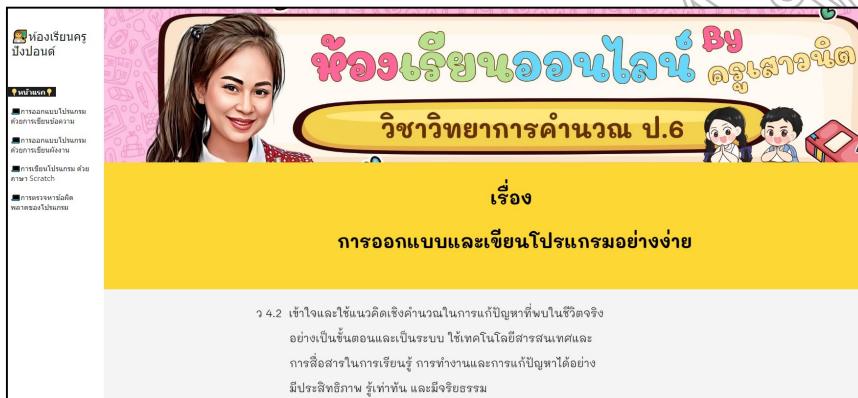 ห้องเรียนครู
ปังปอนด์
หน้าแรก
การออกแบบโปรแกรม
ด้วยการเขียนข้อความ
การออกแบบโปรแกรม
ด้วยการเขียนผังงาน
การเขียนโปรแกรม ด้วย
ภาษา Scratch
การตรวจหาข้อผิด
พลาดของโปรแกรม
ห้องเรียนออนไลน์ By
ครูเสาวนิต
วิชาวิทยาการคำนวณ ป.6
เรื่อง
การออกแบบและเขียนโปรแกรมอย่างง่าย
ว 4.2 เข้าใจและใช้แนวคิดเชิงคำนวณในการแก้ปัญหาที่พบในชีวิตจริง
อย่างเป็นขั้นตอนและเป็นระบบ ใช้เทคโนโลยีสารสนเทศและ
การสื่อสารในการเรียนรู้ การทำงานและการแก้ปัญหาได้อย่าง
มีประสิทธิภาพ รู้เท่าทัน และมีจริยธรรม